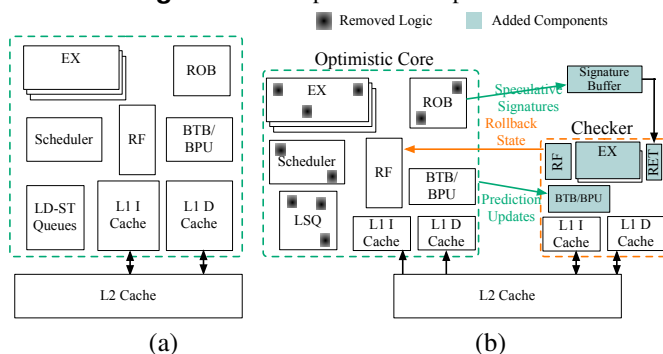 Removed Logic
Added Components
EX
ROB
Scheduler
RF
BTB/
BPU
LD-ST
Queues
L1 I
Cache
L1 D
Cache
L2 Cache
(a)
Optimistic Core
EX
ROB
Scheduler
RF
BTB/
BPU
LSQ
L1 I
Cache
L1 D
Cache
Speculative
Signatures
Rollback
State
Prediction
Updates
Signature
Buffer
Checker
RF
EX
RET
BTB/BPU
L1 I
Cache
L1 D
Cache
L2 Cache
(b)